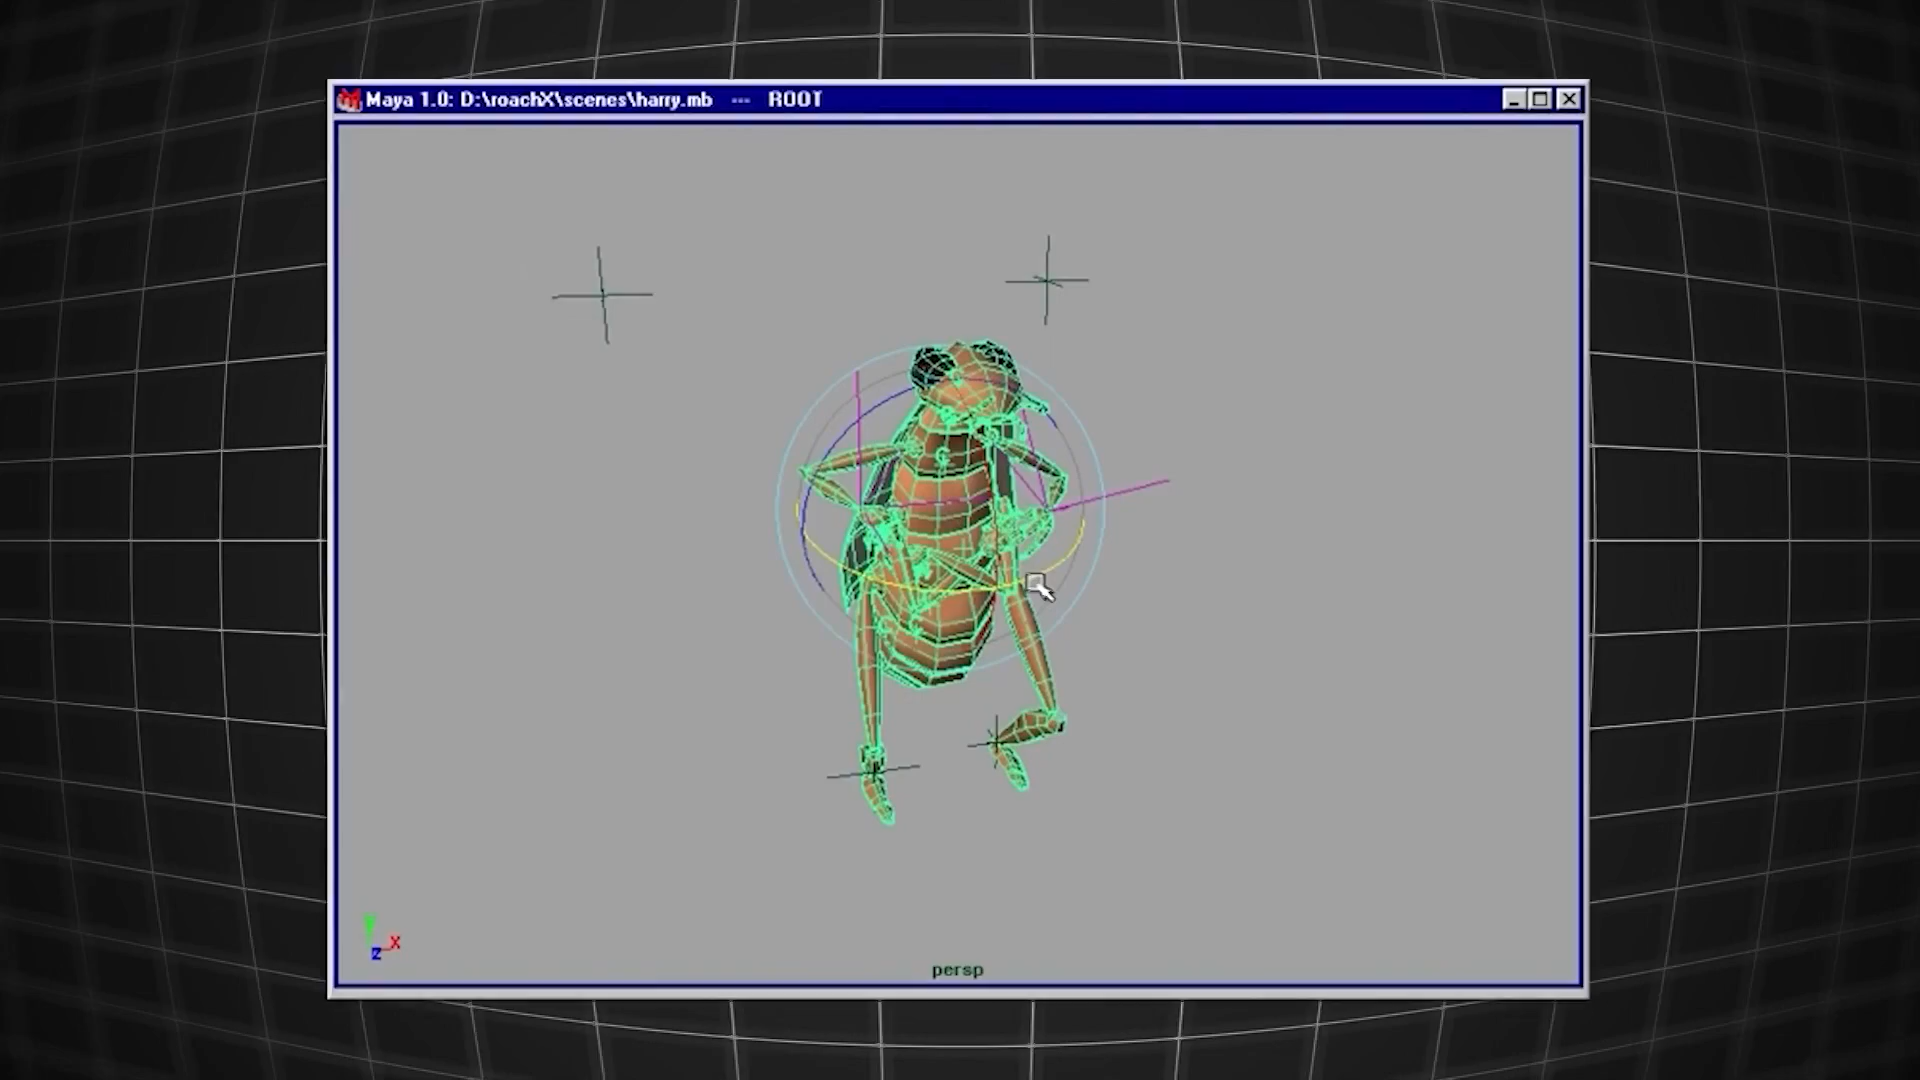 Maya 1.0: D:\roachX\scenes\harry.mb --- ROOT
Y
X
Z
persp